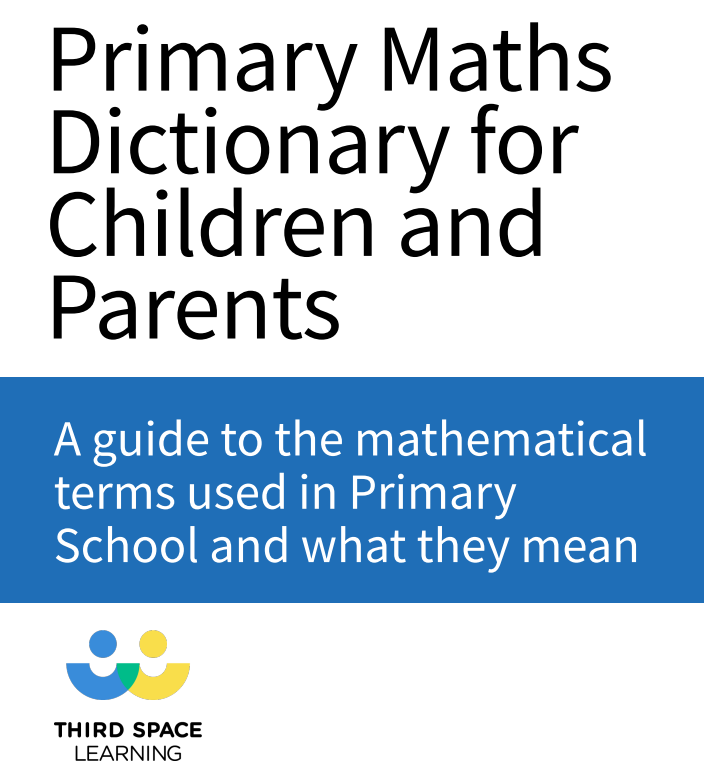 Primary Maths
Dictionary for
Children and
Parents
A guide to the mathematical
terms used in Primary
School and what they mean
THIRD SPACE
LEARNING